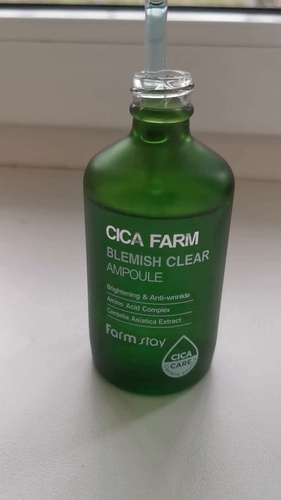 CICA FARM
BLEMISH CLEAR
AMPOULE
Brightening & Anti-wrinkle
Amino Acid Complex
Centella Asiatica Extract
Farm stay
CICA
CARE